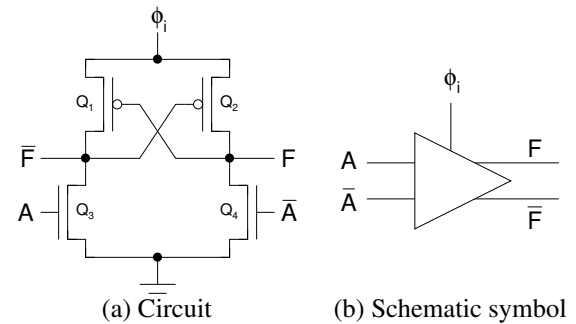 ϕi
Q1 Q2
F̅ F
A Q3 Q4 A̅
(a) Circuit
ϕi
A F
A̅ F̅
(b) Schematic symbol